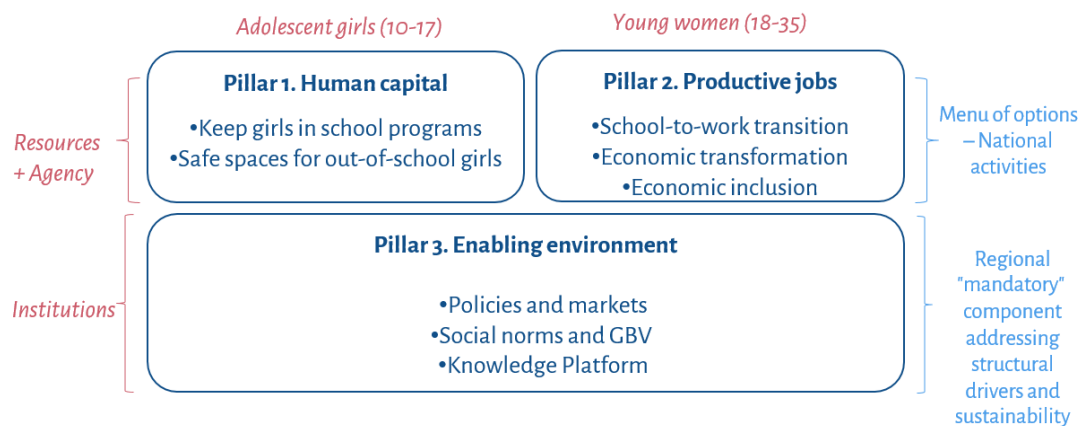 Adolescent girls (10-17)
Young women (18-35)
Pillar 1. Human capital
•Keep girls in school programs
•Safe spaces for out-of-school girls
Pillar 2. Productive jobs
•School-to-work transition
•Economic transformation
•Economic inclusion
Resources
+ Agency
Menu of options
– National
activities
Pillar 3. Enabling environment
•Policies and markets
•Social norms and GBV
•Knowledge Platform
Institutions
Regional
"mandatory"
component
addressing
structural
drivers and
sustainability